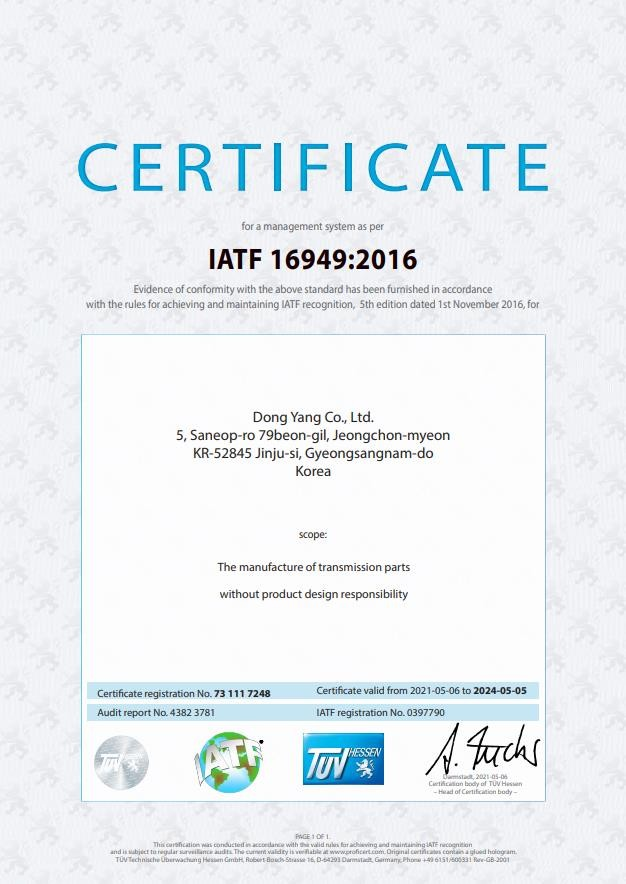 CERTIFICATE
for a management system as per
IATF 16949:2016
Evidence of conformity with the above standard has been furnished in accordance
with the rules for achieving and maintaining IATF recognition, 5th edition dated 1st November 2016, for
Dong Yang Co., Ltd.
5, Saneop-ro 79beon-gil, Jeongchon-myeon
KR-52845 Jinju-si, Gyeongsangnam-do
Korea
scope:
The manufacture of transmission parts
without product design responsibility
Certificate registration No. 73 111 7248
Certificate valid from 2021-05-06 to 2024-05-05
Audit report No. 4382 3781
IATF registration No. 0397790
TÜV
IATF
TÜV HESSEN
A. Fuchs
Darmstadt, 2021-05-06
Certification body of TÜV Hessen
– Head of Certification body –
PAGE 1 OF 1.
This certification was conducted in accordance with the valid rules for achieving and maintaining IATF recognition
and is subject to regular surveillance audits. The current validity is verifiable at www.proficert.com. Original certificates contain a glued hologram.
TÜV Technische Überwachung Hessen GmbH, Robert-Bosch-Strasse 16, D-64293 Darmstadt, Germany, Phone +49 6151/600331 Rev-GB-2001